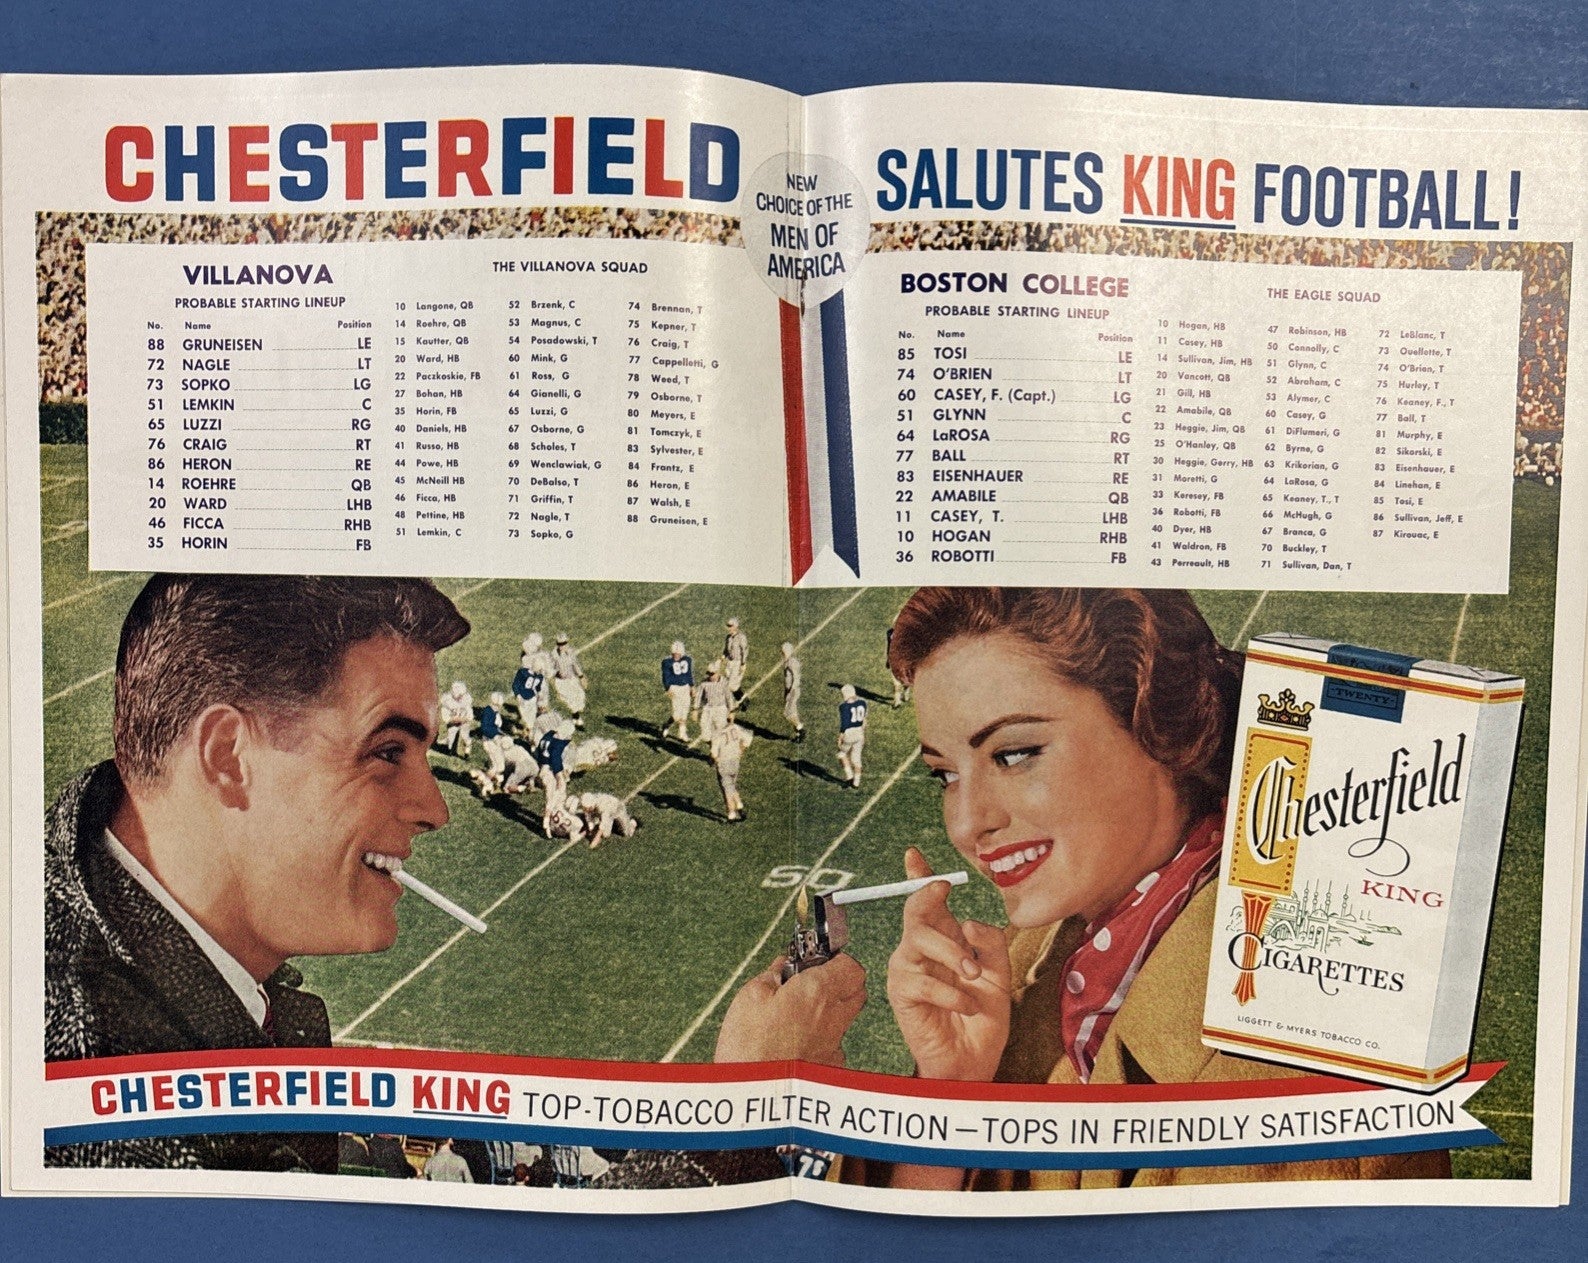 CHESTERFIELD
SALUTES KING FOOTBALL!
NEW
CHOICE OF THE
MEN OF
AMERICA
VILLANOVA
PROBABLE STARTING LINEUP
No. Name Position
88 GRUNEISEN LE
72 NAGLE LT
73 SOPKO LG
51 LEMKIN C
65 LUZZI RG
76 CRAIG RT
86 HERON RE
14 ROEHRE QB
20 WARD LHB
46 FICCA RHB
35 HORIN FB
THE VILLANOVA SQUAD
10 Langone, QB
14 Roehre, QB
15 Kautter, QB
20 Ward, HB
22 Paczkoskie, FB
27 Bohan, HB
35 Horin, FB
40 Daniels, HB
41 Russo, HB
44 Powe, HB
45 McNeill HB
46 Ficca, HB
48 Pettine, HB
51 Lemkin, C
52 Brzenk, C
53 Magnus, C
54 Posadowski, T
60 Mink, G
61 Ross, G
64 Gianelli, G
65 Luzzi, G
67 Osborne, G
68 Scholes, T
69 Wenclawiak, G
70 DeBalso, T
71 Griffin, T
72 Nagle, T
73 Sopko, G
74 Brennan, T
75 Kepner, T
76 Craig, T
77 Cappelletti, G
78 Weed, T
79 Osborne, T
80 Meyers, E
81 Tomczyk, E
83 Sylvester, E
84 Frantz, E
86 Heron, E
87 Walsh, E
88 Gruneisen, E
BOSTON COLLEGE
PROBABLE STARTING LINEUP
No. Name Position
85 TOSI LE
74 O'BRIEN LT
60 CASEY, F. (Capt.) LG
51 GLYNN C
64 LaROSA RG
77 BALL RT
83 EISENHAUER RE
22 AMABILE QB
11 CASEY, T. LHB
10 HOGAN RHB
36 ROBOTTI FB
THE EAGLE SQUAD
10 Hogan, HB
11 Casey, HB
14 Sullivan, Jim, HB
20 Vancott, QB
21 Gill, HB
22 Amabile, QB
23 Heggie, Jim, QB
25 O'Hanley, QB
30 Heggie, Gerry, HB
31 Moretti, G
33 Keresey, FB
36 Robotti, FB
40 Dyer, HB
41 Waldron, FB
43 Perreault, HB
47 Robinson, HB
50 Connolly, C
51 Glynn, C
52 Abraham, C
53 Alymer, C
60 Casey, G
61 DiFlumeri, G
62 Byrne, G
63 Krikorian, G
64 LaRosa, G
65 Keaney, T., T
66 McHugh, G
67 Branca, G
70 Buckley, T
71 Sullivan, Dan, T
72 LeBlanc, T
73 Ouellette, T
74 O'Brien, T
75 Hurley, T
76 Keaney, F., T
77 Ball, T
81 Murphy, E
82 Sikorski, E
83 Eisenhauer, E
84 Linehan, E
85 Tosi, E
86 Sullivan, Jeff, E
87 Kirouac, E
83
82
10
50
TWENTY
Chesterfield
KING
CIGARETTES
LIGGETT & MYERS TOBACCO CO.
CHESTERFIELD KING TOP-TOBACCO FILTER ACTION—TOPS IN FRIENDLY SATISFACTION